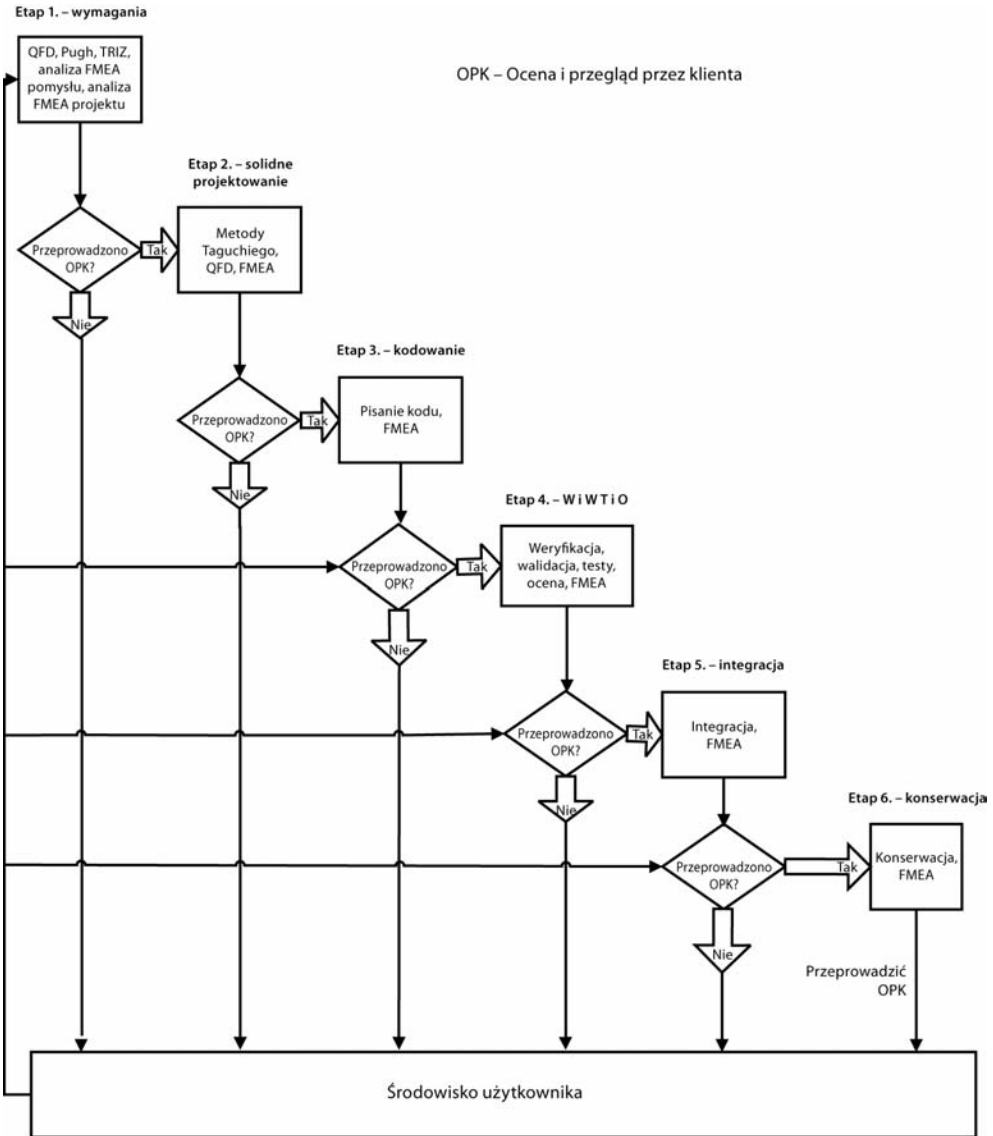 Etap 1. – wymagania
QFD, Pugh, TRIZ,
analiza FMEA
pomysłu, analiza
FMEA projektu
OPK – Ocena i przegląd przez klienta
Etap 2. – solidne
projektowanie
Przeprowadzono
OPK?
Tak
Metody
Taguchiego,
QFD, FMEA
Nie
Etap 3. – kodowanie
Przeprowadzono
OPK?
Tak
Pisanie kodu,
FMEA
Nie
Etap 4. – W i W T i O
Przeprowadzono
OPK?
Tak
Weryfikacja,
walidacja, testy,
ocena, FMEA
Nie
Etap 5. – integracja
Przeprowadzono
OPK?
Tak
Integracja,
FMEA
Nie
Etap 6. – konserwacja
Przeprowadzono
OPK?
Tak
Konserwacja,
FMEA
Nie
Przeprowadzić
OPK
Środowisko użytkownika